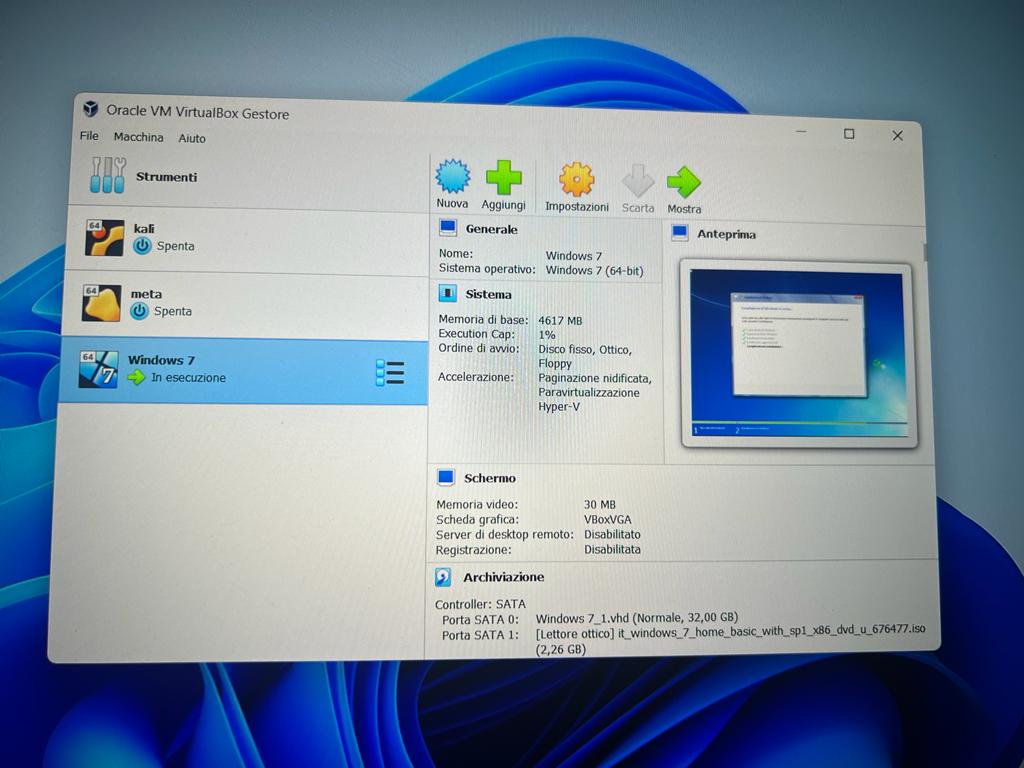 Oracle VM VirtualBox Gestore
File Macchina Aiuto
Strumenti
64
kali
Spenta
64
meta
Spenta
64
7
Windows 7
In esecuzione
Nuova Aggiungi Impostazioni Scarta Mostra
Generale
Nome: Windows 7
Sistema operativo: Windows 7 (64-bit)
Sistema
Memoria di base: 4617 MB
Execution Cap: 1%
Ordine di avvio: Disco fisso, Ottico,
Floppy
Accelerazione: Paginazione nidificata,
Paravirtualizzazione
Hyper-V
Anteprima
1
2
Schermo
Memoria video: 30 MB
Scheda grafica: VBoxVGA
Server di desktop remoto: Disabilitato
Registrazione: Disabilitata
Archiviazione
Controller: SATA
Porta SATA 0: Windows 7_1.vhd (Normale, 32,00 GB)
Porta SATA 1: [Lettore ottico] it_windows_7_home_basic_with_sp1_x86_dvd_u_676477.iso
(2,26 GB)